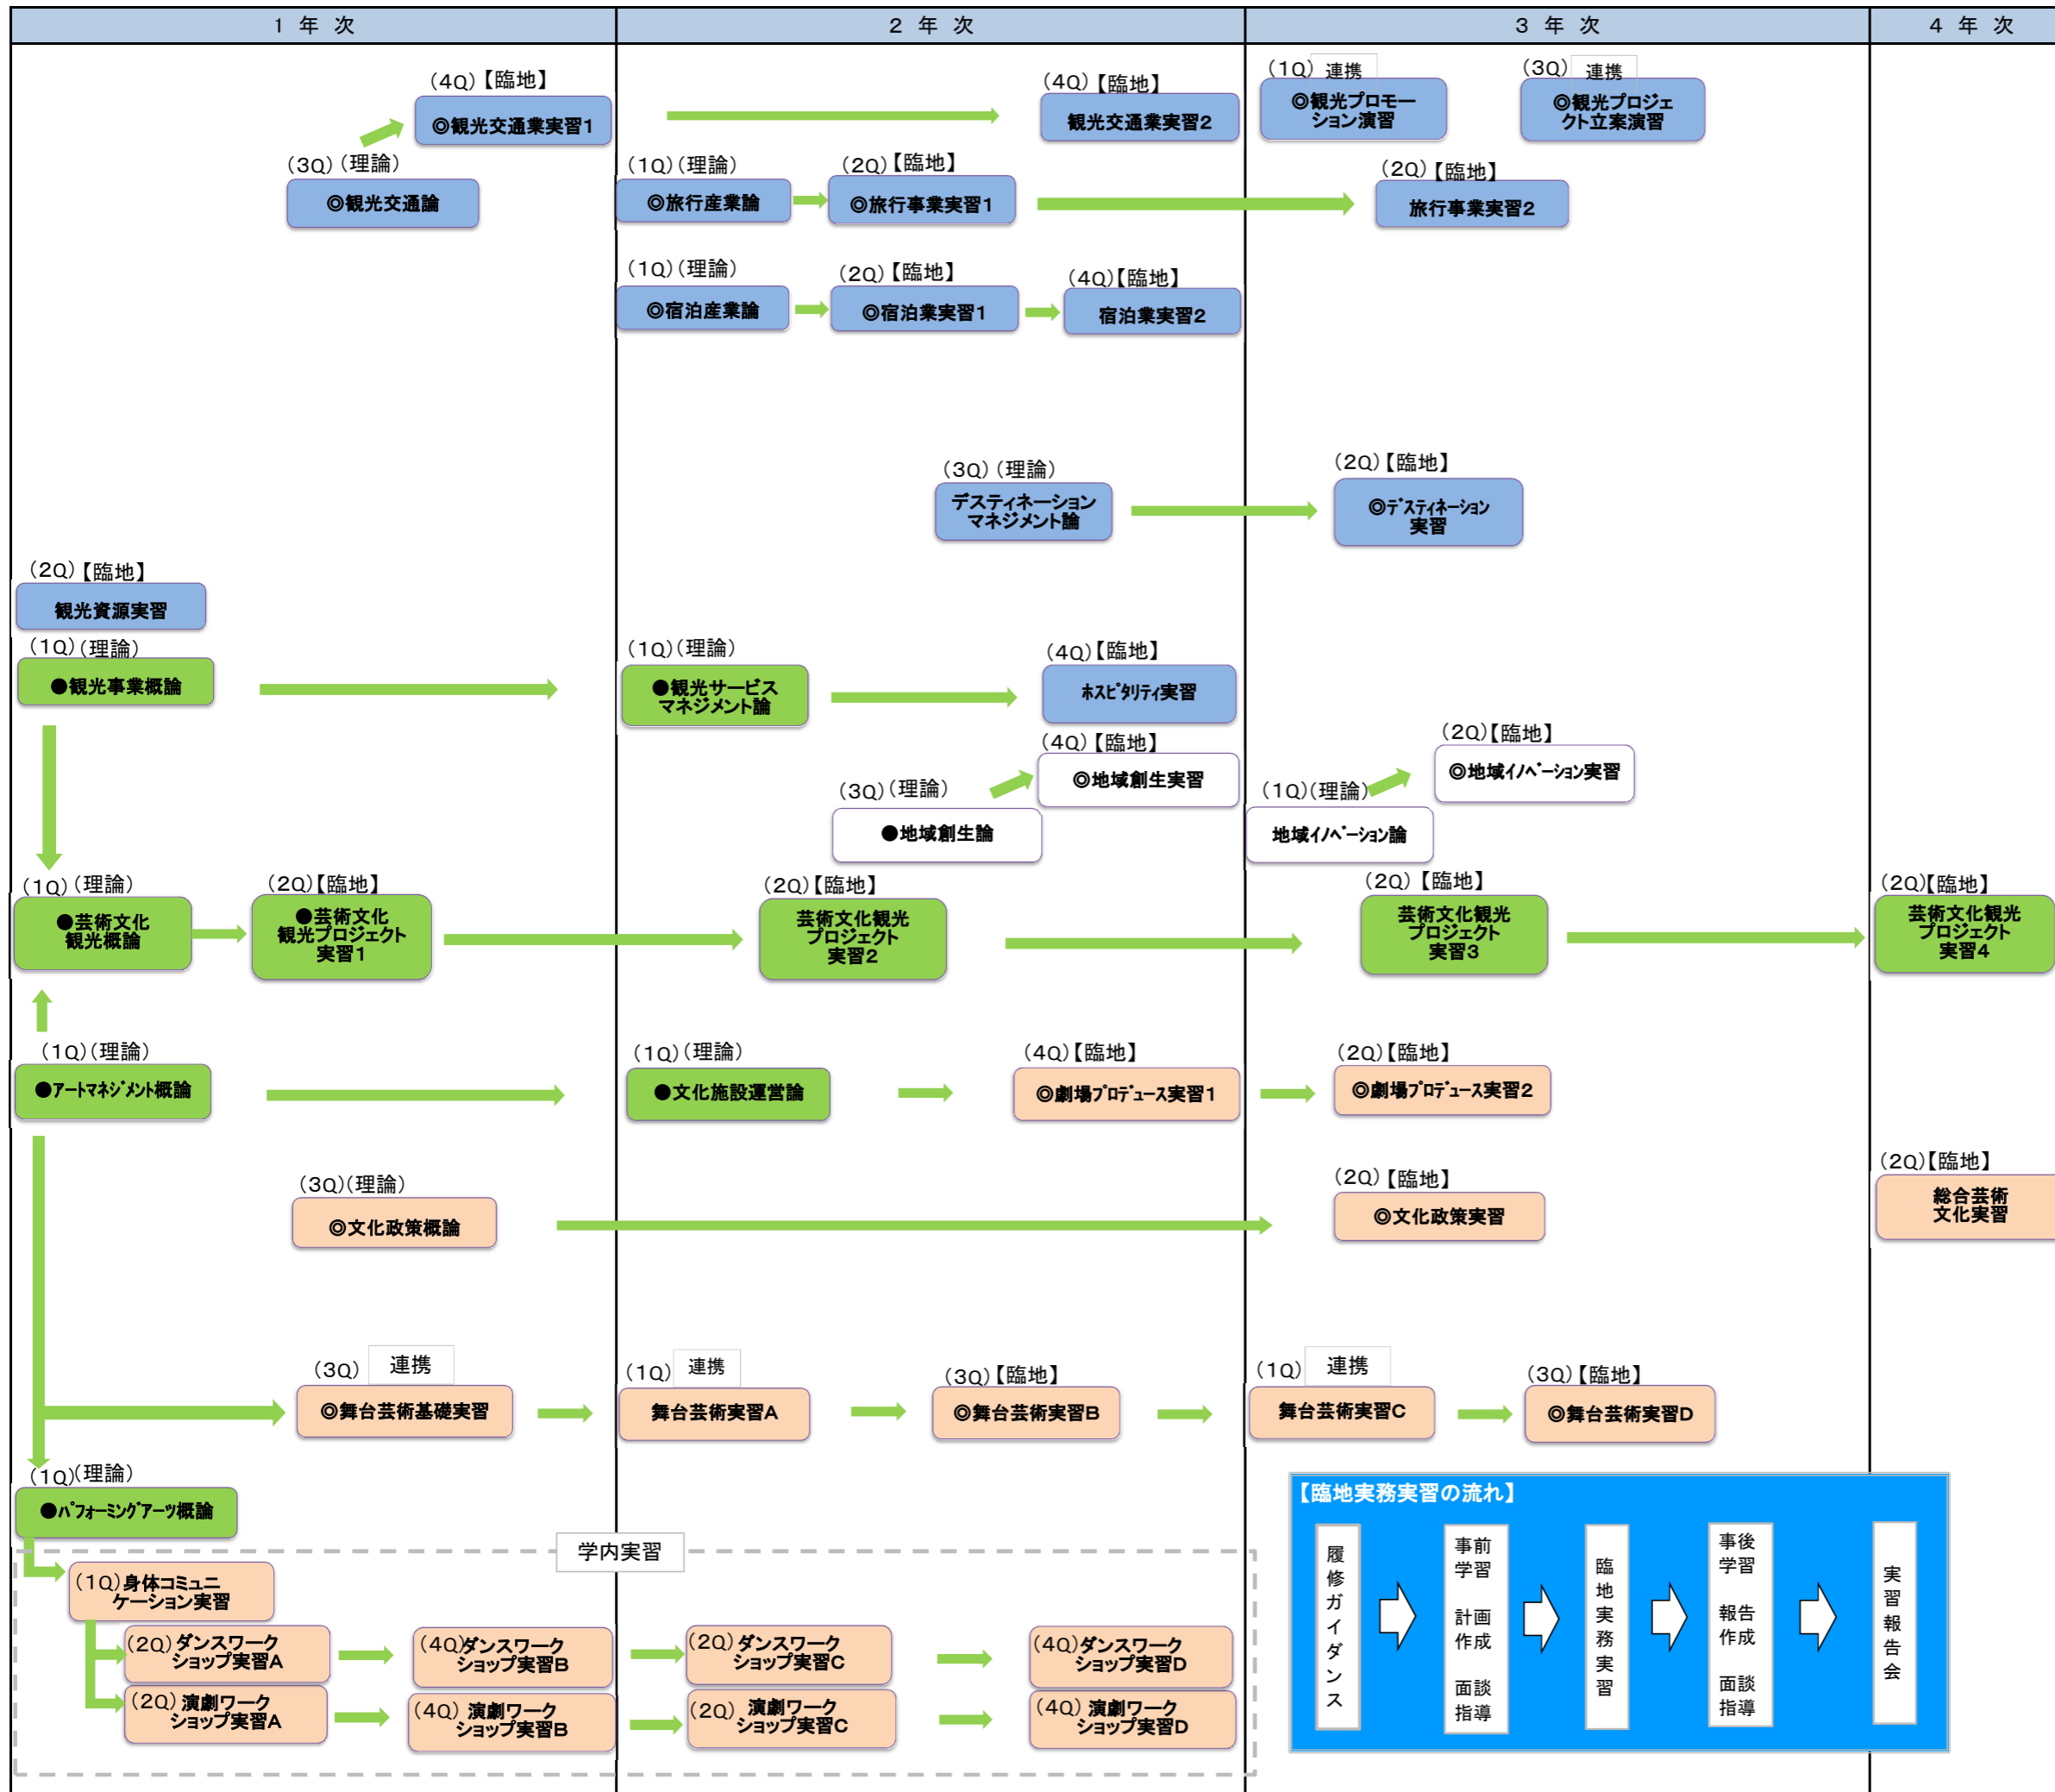 1 年 次
2 年 次
3 年 次
4 年 次
(4Q)【臨地】
◎観光交通業実習1
(4Q)【臨地】
観光交通業実習2
(1Q) 連携
◎観光プロモー
ション演習
(3Q) 連携
◎観光プロジェ
クト立案演習
(3Q)(理論)
◎観光交通論
(1Q)(理論)
◎旅行産業論
(2Q)【臨地】
◎旅行事業実習1
(2Q)【臨地】
旅行事業実習2
(1Q)(理論)
◎宿泊産業論
(2Q)【臨地】
◎宿泊業実習1
(4Q)【臨地】
宿泊業実習2
(3Q)(理論)
デスティネーション
マネジメント論
(2Q)【臨地】
◎デスティネーション
実習
(2Q)【臨地】
観光資源実習
(1Q)(理論)
●観光事業概論
(1Q)(理論)
●観光サービス
マネジメント論
(4Q)【臨地】
ホスピタリティ実習
(4Q)【臨地】
◎地域創生実習
(3Q)(理論)
●地域創生論
(2Q)【臨地】
◎地域イノベーション実習
(1Q)(理論)
地域イノベーション論
(1Q)(理論)
●芸術文化
観光概論
(2Q)【臨地】
●芸術文化
観光プロジェクト
実習1
(2Q)【臨地】
芸術文化観光
プロジェクト
実習2
(2Q)【臨地】
芸術文化観光
プロジェクト
実習3
(2Q)【臨地】
芸術文化観光
プロジェクト
実習4
(1Q)(理論)
●アートマネジメント概論
(1Q)(理論)
●文化施設運営論
(4Q)【臨地】
◎劇場プロデュース実習1
(2Q)【臨地】
◎劇場プロデュース実習2
(3Q)(理論)
◎文化政策概論
(2Q)【臨地】
◎文化政策実習
(2Q)【臨地】
総合芸術
文化実習
(3Q) 連携
◎舞台芸術基礎実習
(1Q) 連携
舞台芸術実習A
(3Q)【臨地】
◎舞台芸術実習B
(1Q) 連携
舞台芸術実習C
(3Q)【臨地】
◎舞台芸術実習D
(1Q)(理論)
●パフォーミングアーツ概論
学内実習
(1Q)身体コミュニ
ケーション実習
(2Q)ダンスワーク
ショップ実習A
(4Q)ダンスワーク
ショップ実習B
(2Q)ダンスワーク
ショップ実習C
(4Q)ダンスワーク
ショップ実習D
(2Q)演劇ワーク
ショップ実習A
(4Q)演劇ワーク
ショップ実習B
(2Q)演劇ワーク
ショップ実習C
(4Q)演劇ワーク
ショップ実習D
【臨地実務実習の流れ】
履修ガイダンス
事前
学習
計画
作成
面談
指導
臨地実務実習
事後
学習
報告
作成
面談
指導
実習報告会